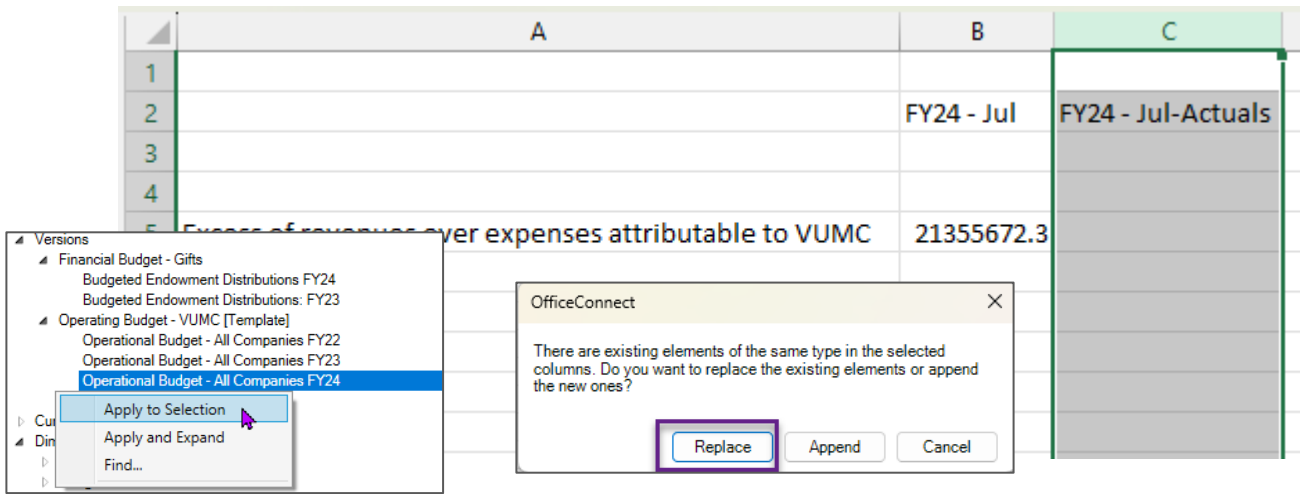 A B C
1
2 FY24 - Jul FY24 - Jul-Actuals
3
4
5 Excess of revenues over expenses attributable to VUMC 21355672.3
Versions
Financial Budget - Gifts
Budgeted Endowment Distributions FY24
Budgeted Endowment Distributions: FY23
Operating Budget - VUMC [Template]
Operational Budget - All Companies FY22
Operational Budget - All Companies FY23
Operational Budget - All Companies FY24
Apply to Selection
Cur
Apply and Expand
Dim
Find...
OfficeConnect
There are existing elements of the same type in the selected
columns. Do you want to replace the existing elements or append
the new ones?
Replace Append Cancel